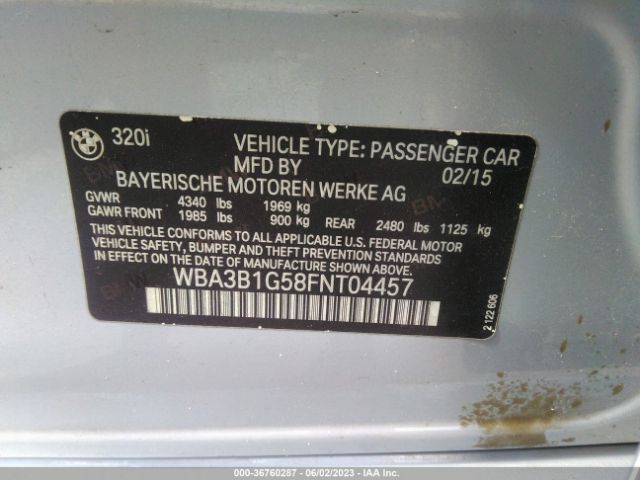 BMW 320i
VEHICLE TYPE: PASSENGER CAR
MFD BY 02/15
BAYERISCHE MOTOREN WERKE AG
GVWR 4340 lbs 1969 kg
GAWR FRONT 1985 lbs 900 kg REAR 2480 lbs 1125 kg
THIS VEHICLE CONFORMS TO ALL APPLICABLE U.S. FEDERAL MOTOR
VEHICLE SAFETY, BUMPER AND THEFT PREVENTION STANDARDS
IN EFFECT ON THE DATE OF MANUFACTURE SHOWN ABOVE.
WBA3B1G58FNT04457
2 122 606
000-36760287 - 06/02/2023 - IAA Inc.